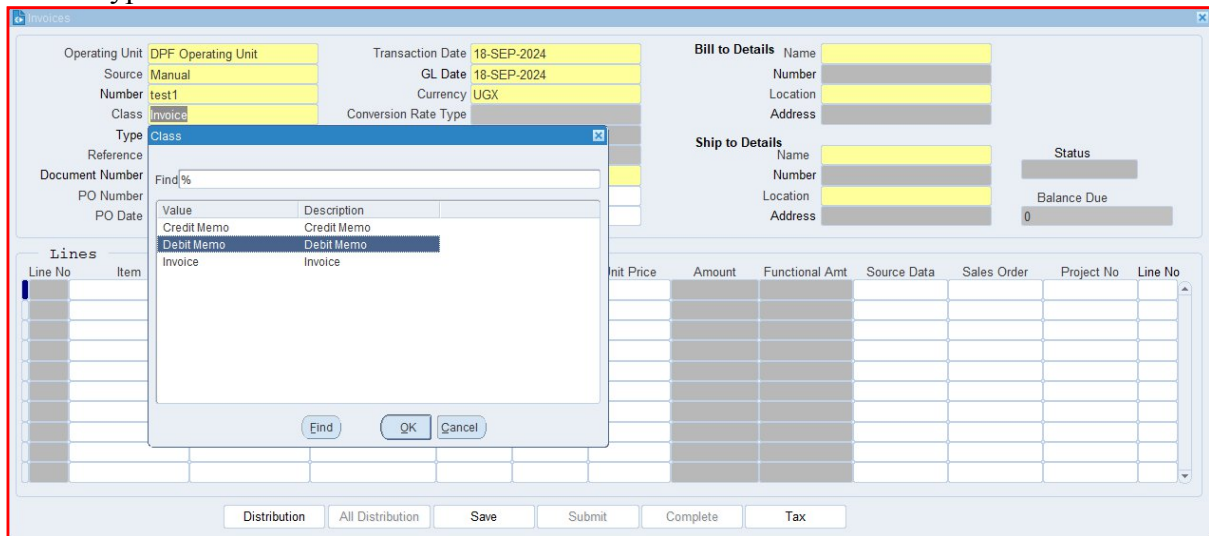 Invoices
Operating Unit DPF Operating Unit Transaction Date 18-SEP-2024 Bill to Details Name
Source Manual GL Date 18-SEP-2024 Number
Number test1 Currency UGX Location
Class Invoice Conversion Rate Type Address
Type Class
Ship to Details
Reference Name Status
Document Number Find % Number
PO Number Location Balance Due
PO Date Value Description Address 0
Credit Memo Credit Memo
Debit Memo Debit Memo
Invoice Invoice
Lines
Line No Item Unit Price Amount Functional Amt Source Data Sales Order Project No Line No
Find OK Cancel
Distribution All Distribution Save Submit Complete Tax